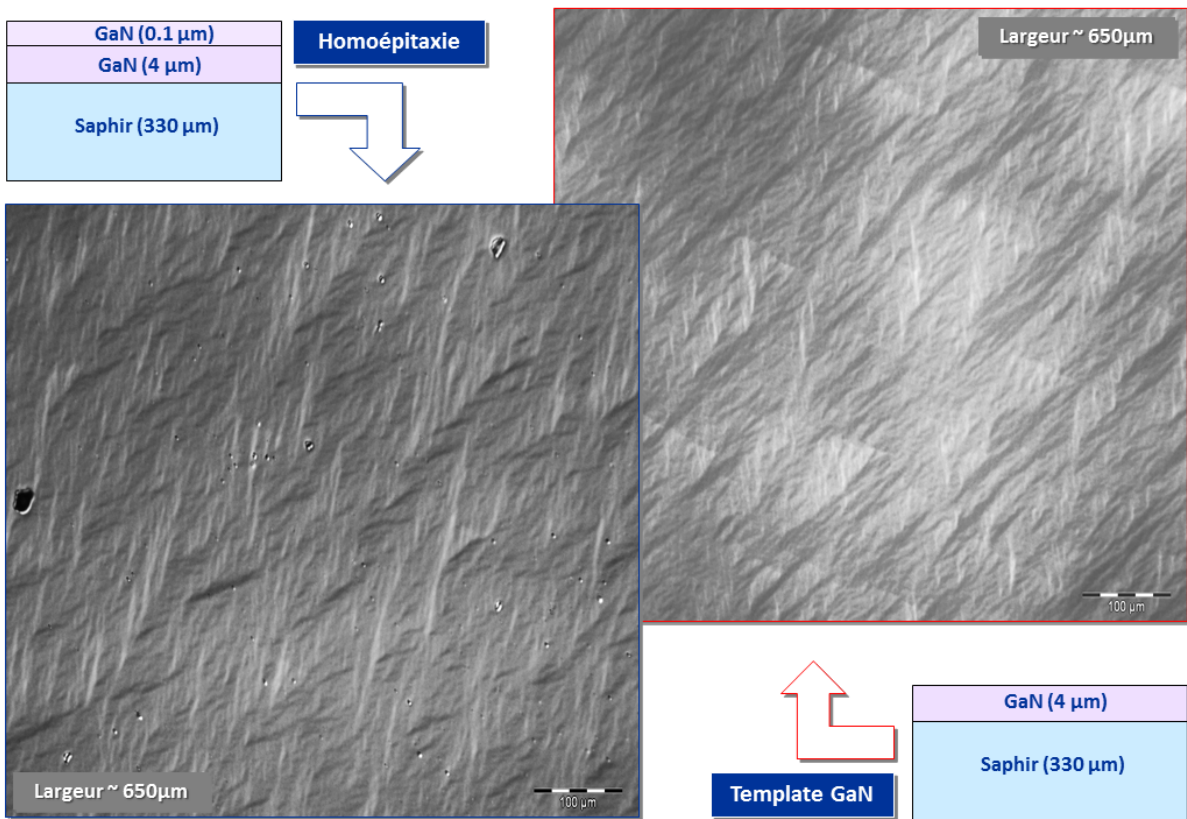 GaN (0.1 µm)
GaN (4 µm)
Saphir (330 µm)
Homoépitaxie
Largeur ~ 650µm
100 µm
Largeur ~ 650µm
100 µm
Template GaN
GaN (4 µm)
Saphir (330 µm)